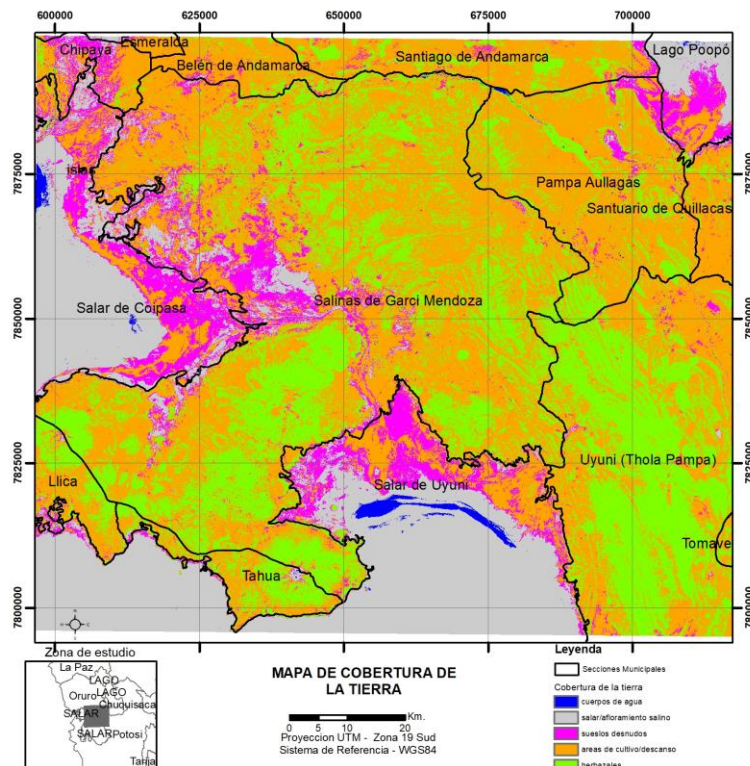 600000 625000 650000 675000 700000
Chipaya
Esmeralda
Belén de Andamarca
Santiago de Andamarca
Lago Poopó
7875000
7875000
islas
Pampa Aullagas
Santuario de Quillacas
Salar de Coipasa
Salinas de Garci Mendoza
7850000
7850000
7825000
7825000
Uyuni (Thola Pampa)
Llica
Salar de Uyuni
Tomave
Tahua
7800000
7800000
Zona de estudio
La Paz
LAGO
LAGO
Oruro
Chuquisaca
SALAR
SALAR
Potosi
Tarija
MAPA DE COBERTURA DE
LA TIERRA
0 10 20 Km.
Proyeccion UTM - Zona 19 Sud
Sistema de Referencia - WGS84
Leyenda
Secciones Municipales
Cobertura de la tierra
cuerpos de agua
salar/afloramiento salino
sueslos desnudos
areas de cultivo/descanso
herbazales